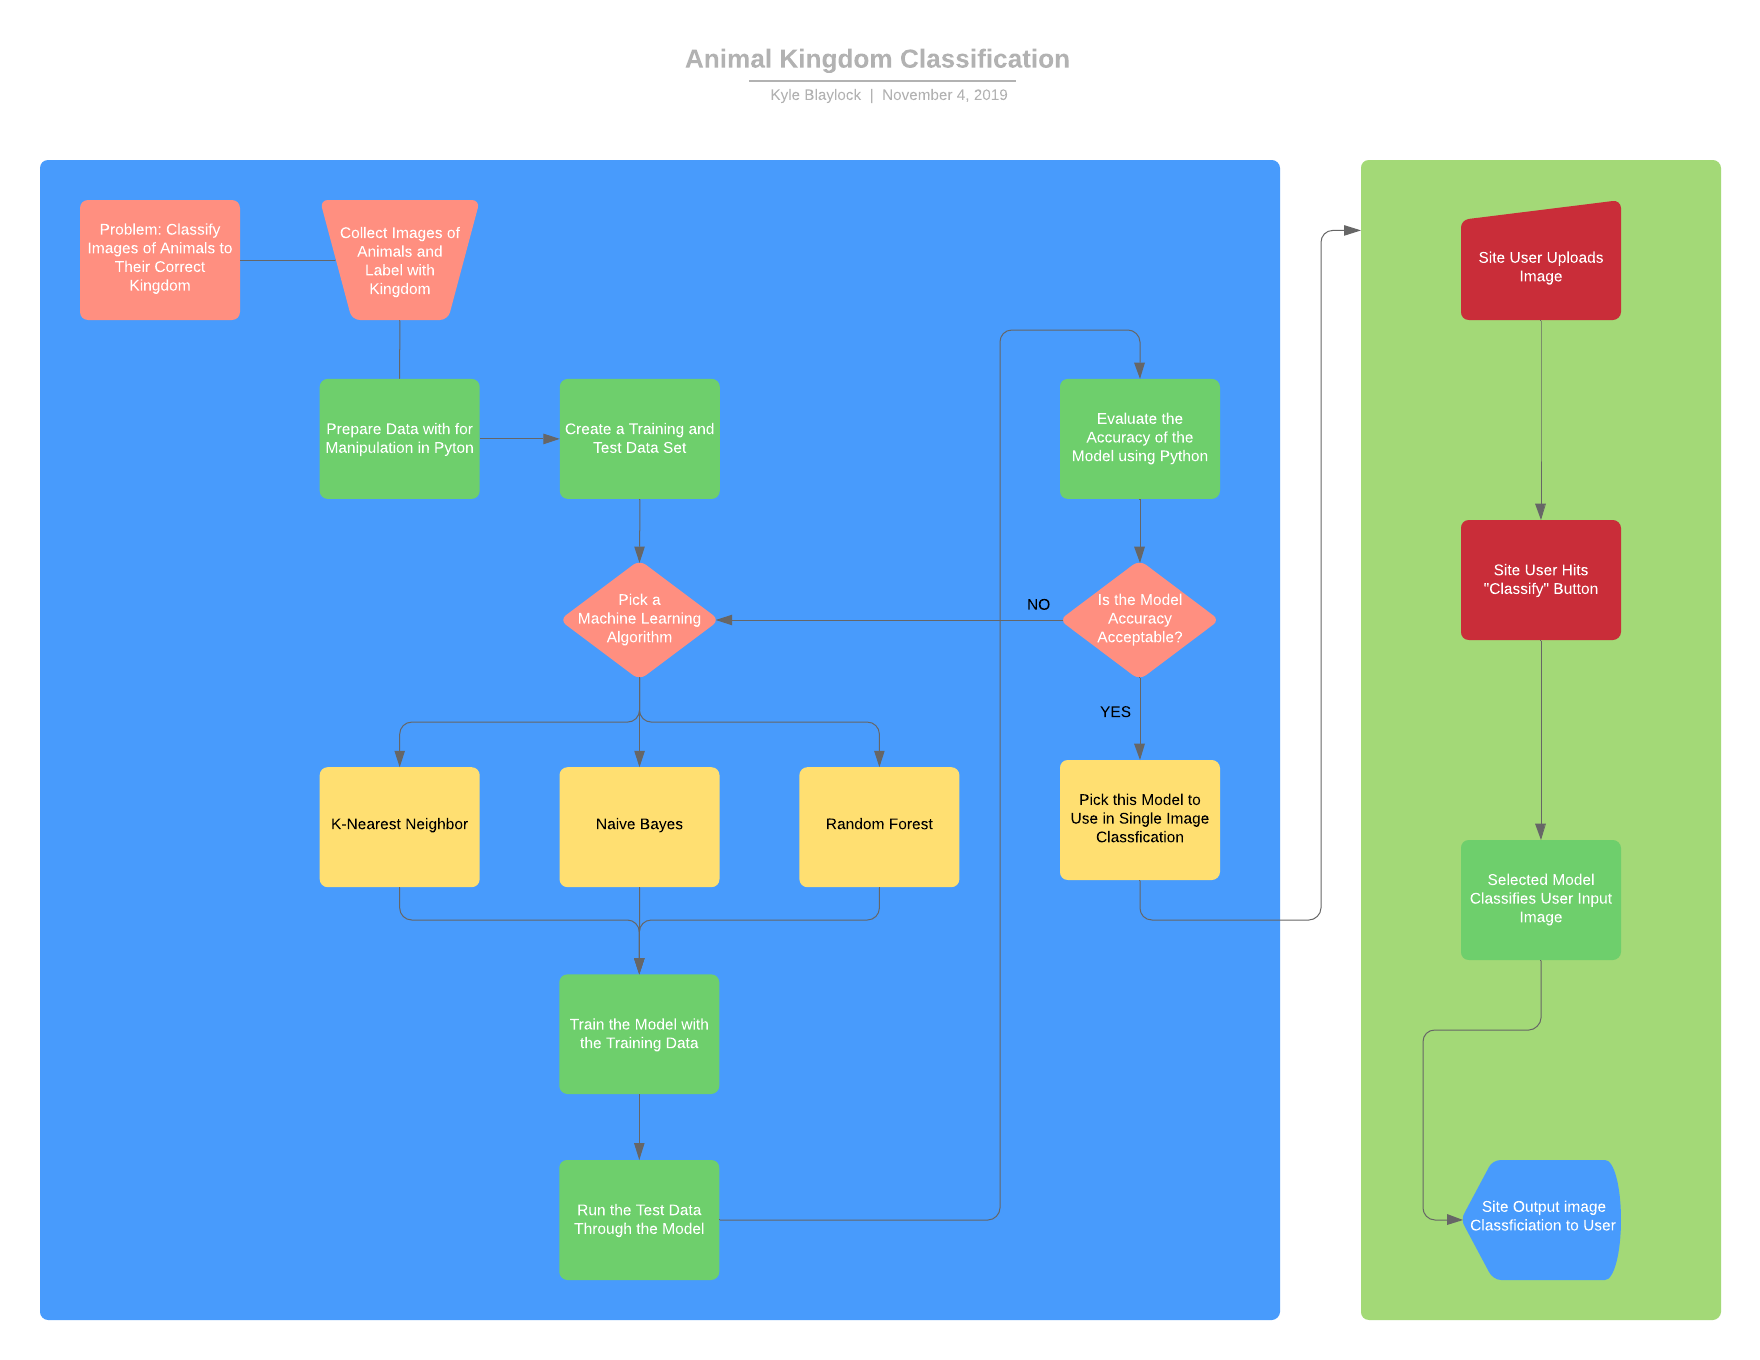 Animal Kingdom Classification
Kyle Blaylock | November 4, 2019
Problem: Classify
Images of Animals to
Their Correct
Kingdom
Collect Images of
Animals and
Label with
Kingdom
Prepare Data with for
Manipulation in Pyton
Create a Training and
Test Data Set
Evaluate the
Accuracy of the
Model using Python
Pick a
Machine Learning
Algorithm
NO
Is the Model
Accuracy
Acceptable?
YES
K-Nearest Neighbor
Naive Bayes
Random Forest
Pick this Model to
Use in Single Image
Classfication
Train the Model with
the Training Data
Run the Test Data
Through the Model
Site User Uploads
Image
Site User Hits
"Classify" Button
Selected Model
Classifies User Input
Image
Site Output image
Classficiation to User